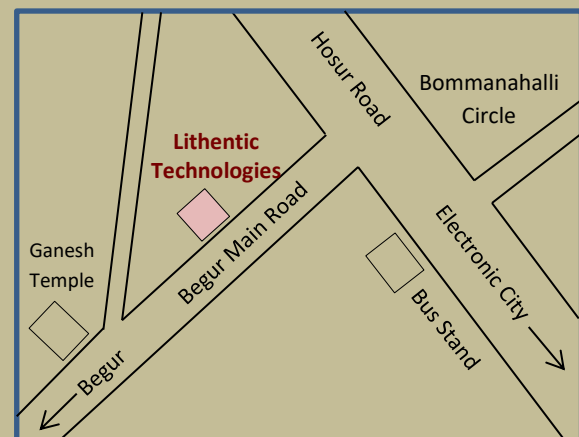 Hosur Road
Bommanahalli
Circle
Lithentic
Technologies
Begur Main Road
Ganesh
Temple
Electronic City
Bus Stand
Begur